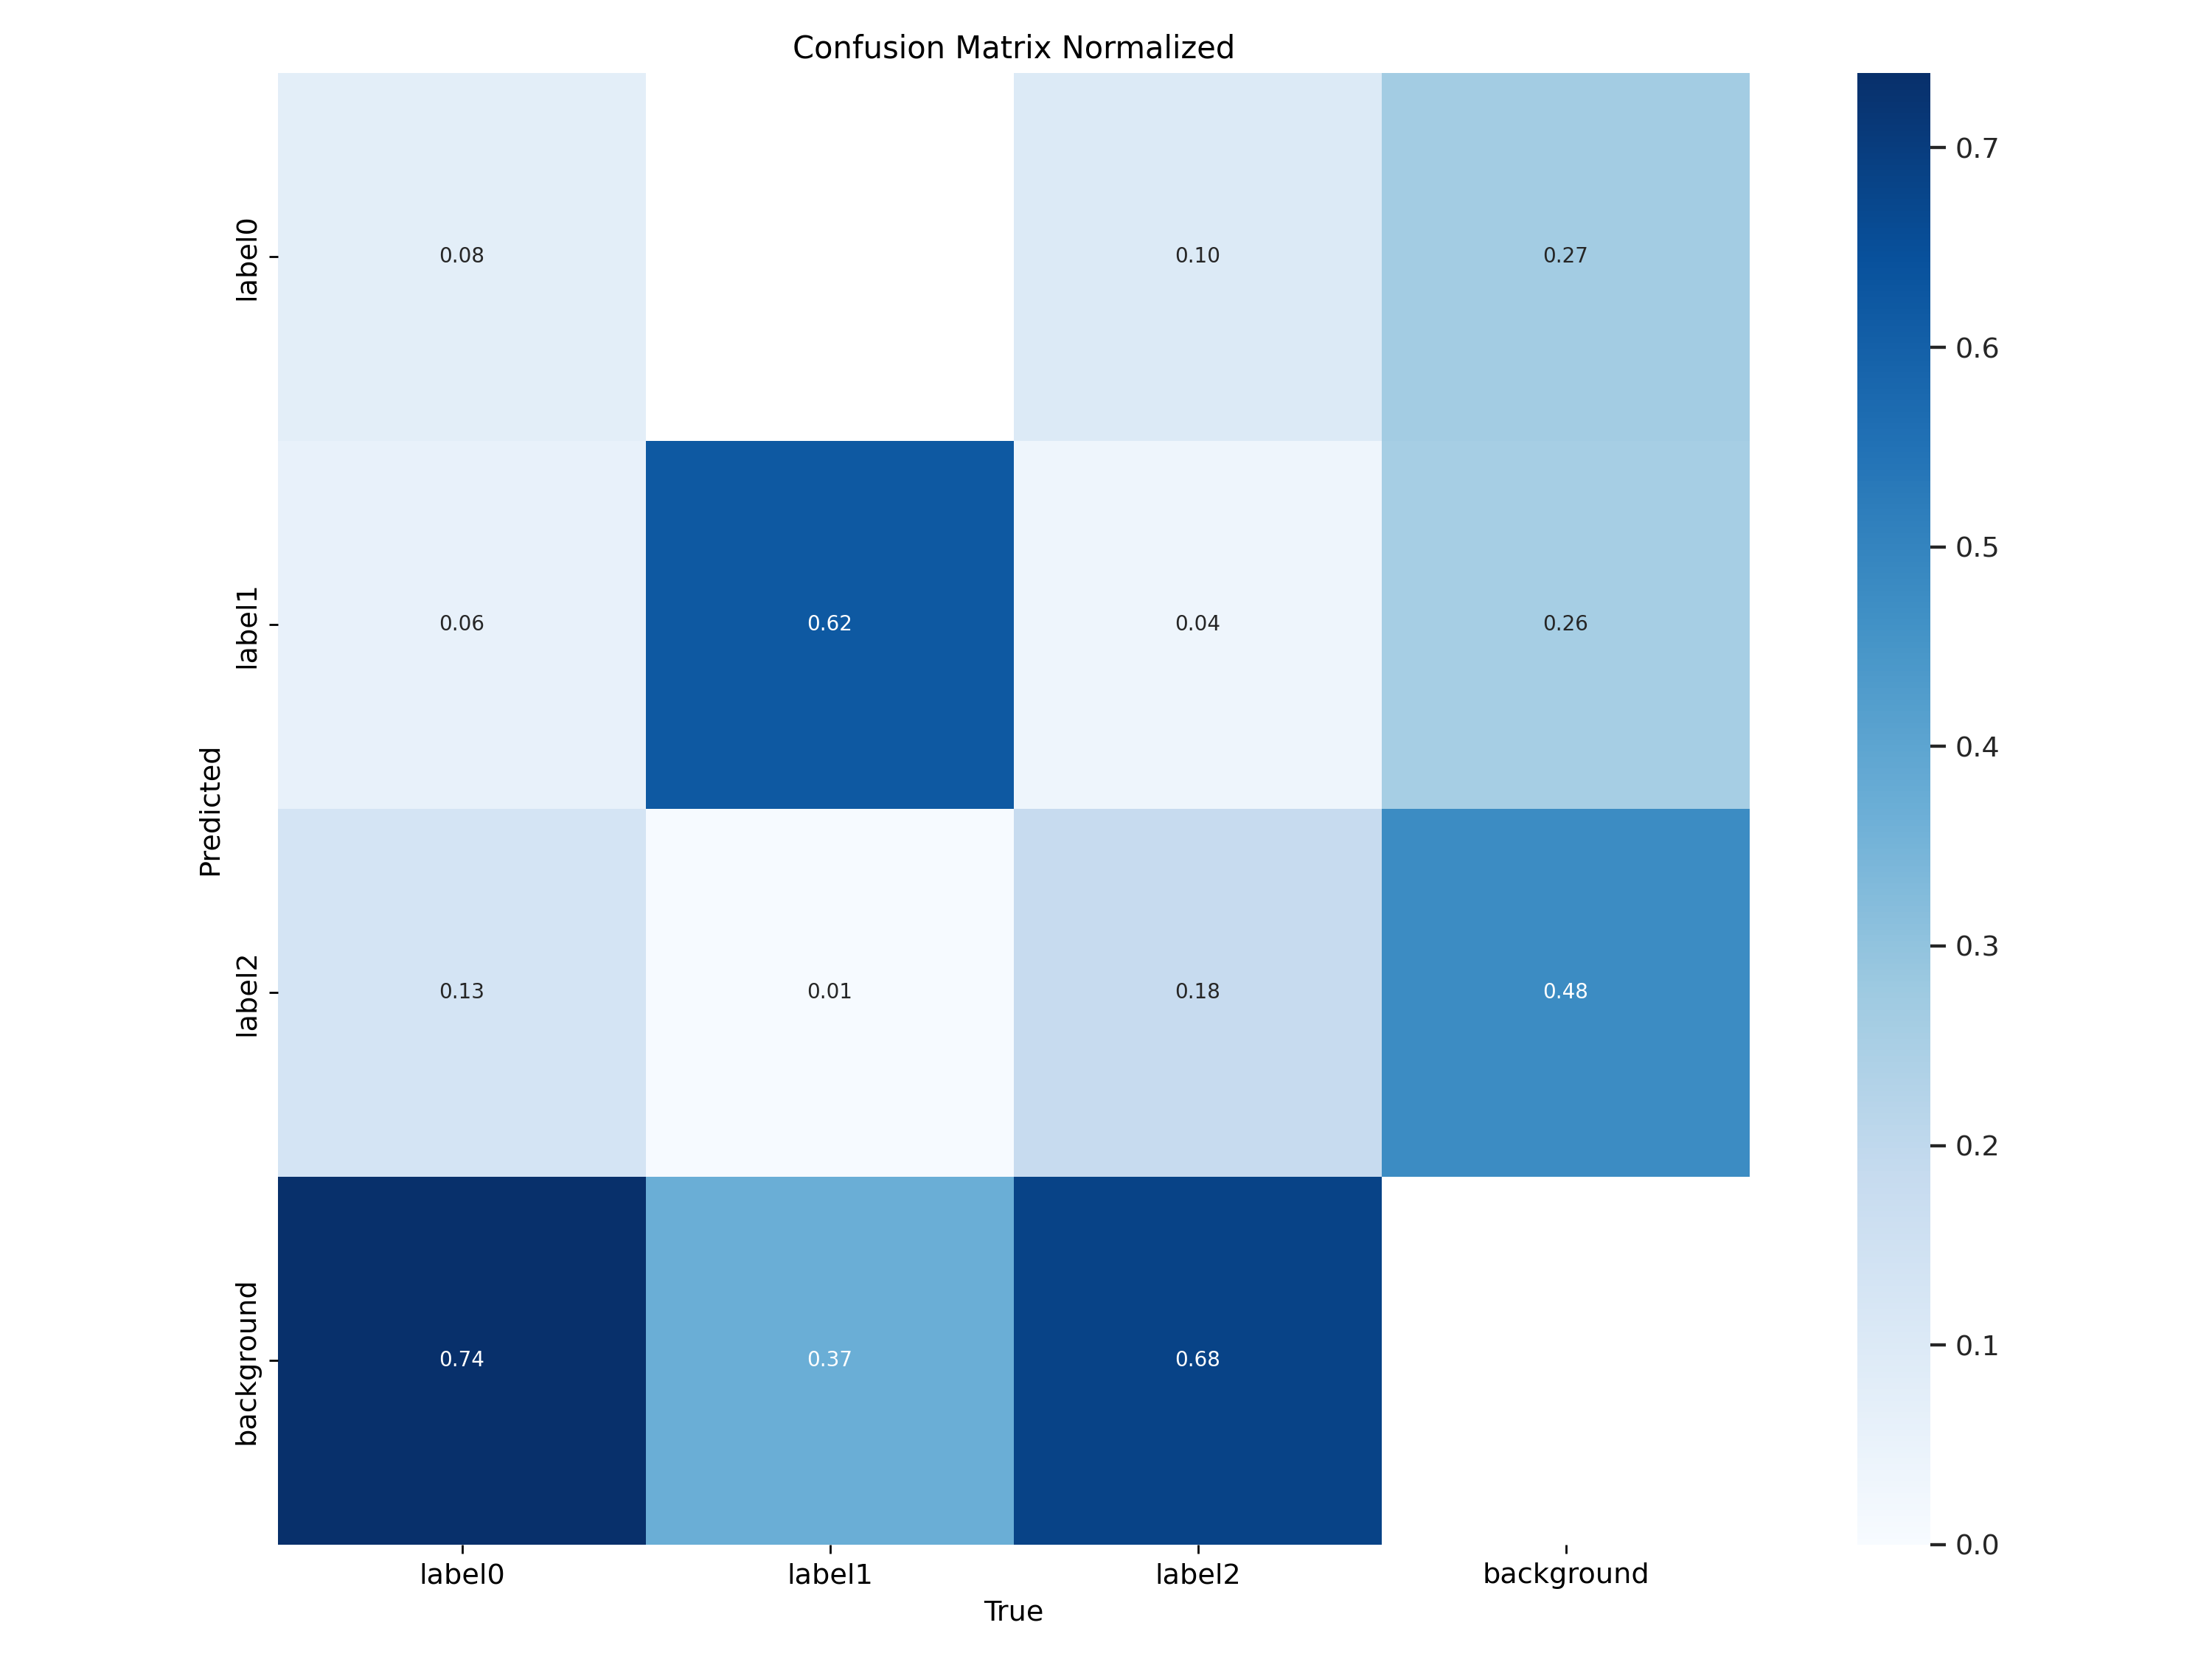 Confusion Matrix Normalized
label0
0.08
0.10
0.27
label1
0.06
0.62
0.04
0.26
label2
0.13
0.01
0.18
0.48
background
0.74
0.37
0.68
Predicted
label0
label1
label2
background
True
0.7
0.6
0.5
0.4
0.3
0.2
0.1
0.0